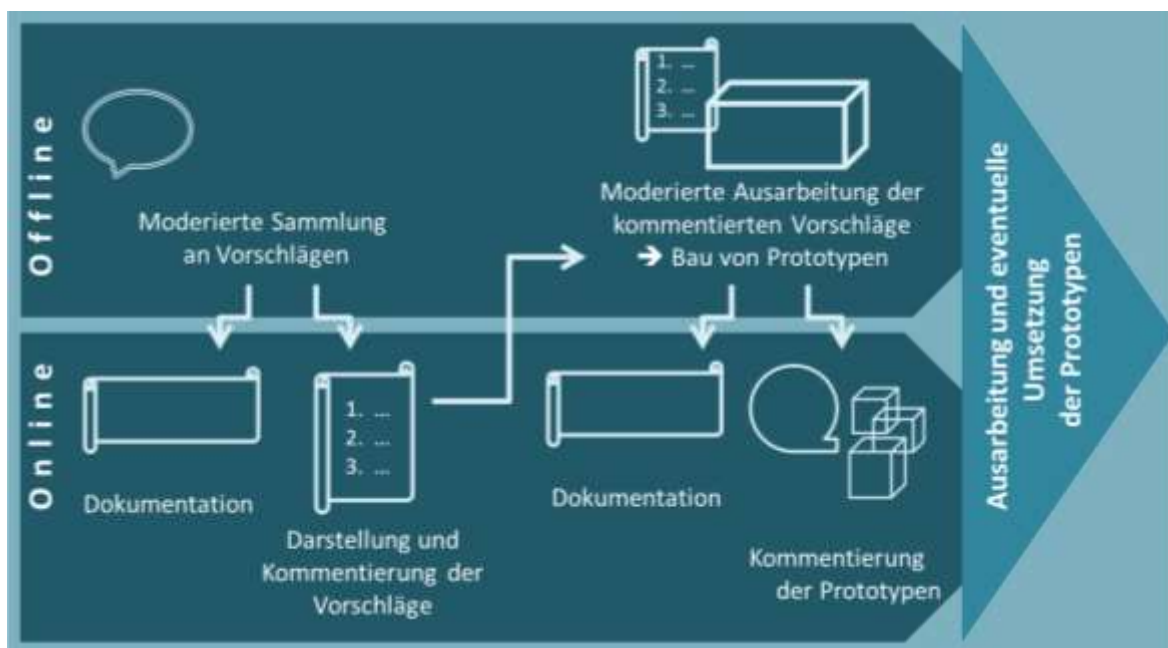 Offline
Moderierte Sammlung
an Vorschlägen
1. ...
2. ...
3. ...
Moderierte Ausarbeitung der
kommentierten Vorschläge
➔ Bau von Prototypen
Online
Dokumentation
1. ...
2. ...
3. ...
Darstellung und
Kommentierung der
Vorschläge
Dokumentation
Kommentierung
der Prototypen
Ausarbeitung und eventuelle
Umsetzung
der Prototypen